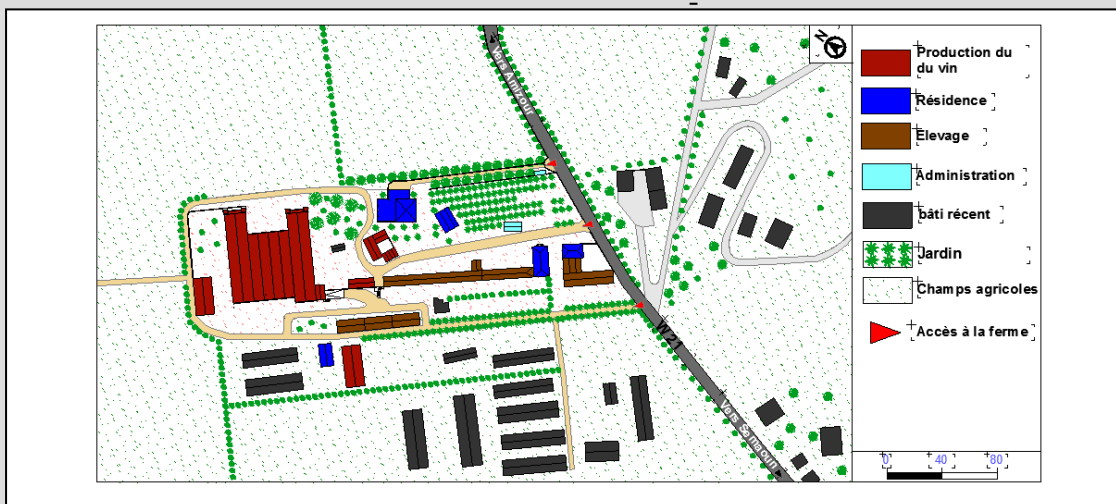 N
Vers Amizour
W21
Vers Samaoun
Production du
du vin
Résidence
Elevage
Administration
bâti récent
Jardin
Champs agricoles
Accès à la ferme
0 40 80